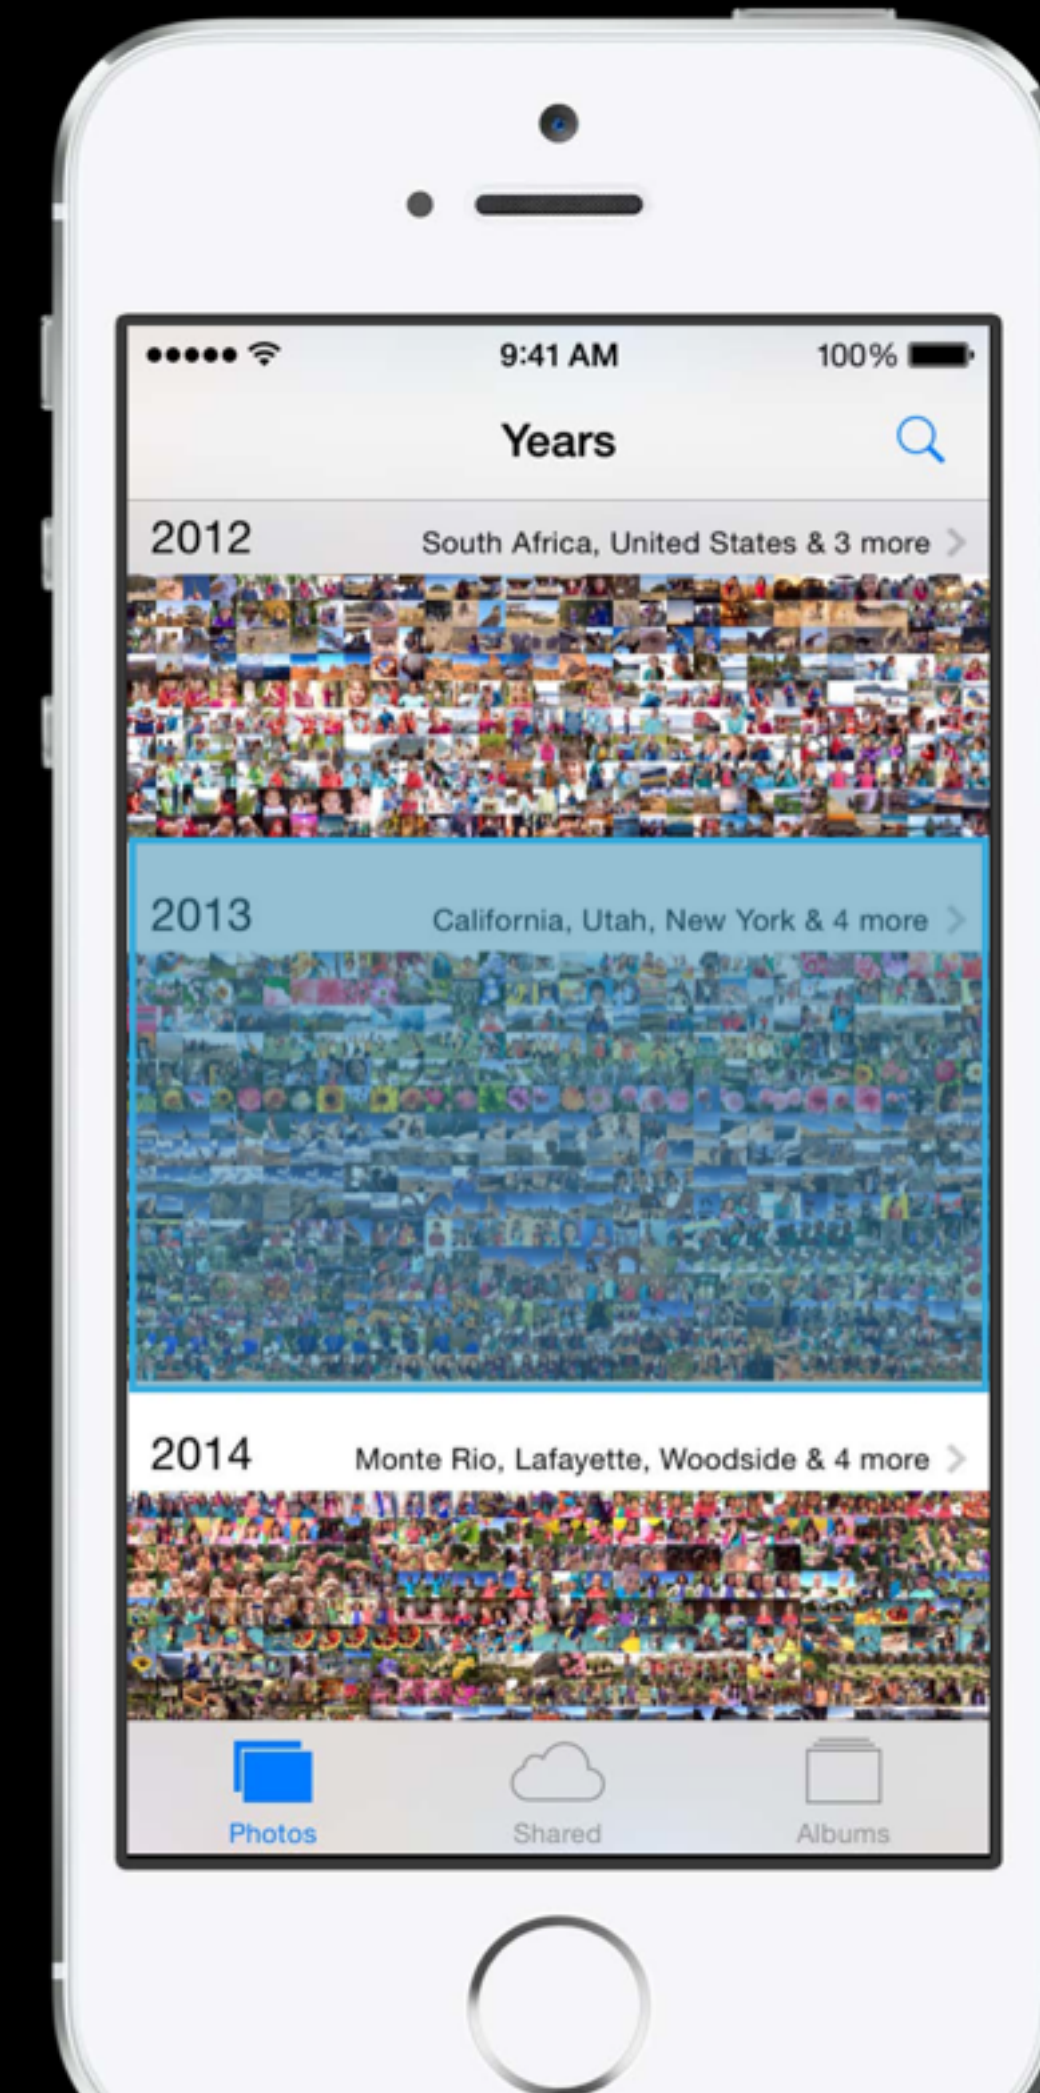 9:41 AM 100%
Years
2012 South Africa, United States & 3 more
2013 California, Utah, New York & 4 more
2014 Monte Rio, Lafayette, Woodside & 4 more
Photos Shared Albums